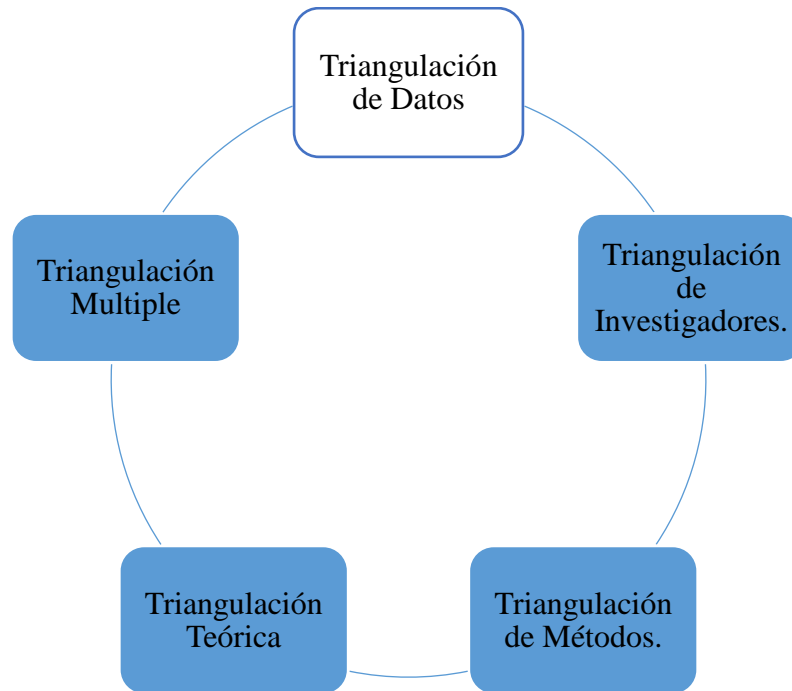 Triangulación
de Datos
Triangulación
de
Investigadores.
Triangulación
de Métodos.
Triangulación
Teórica
Triangulación
Multiple